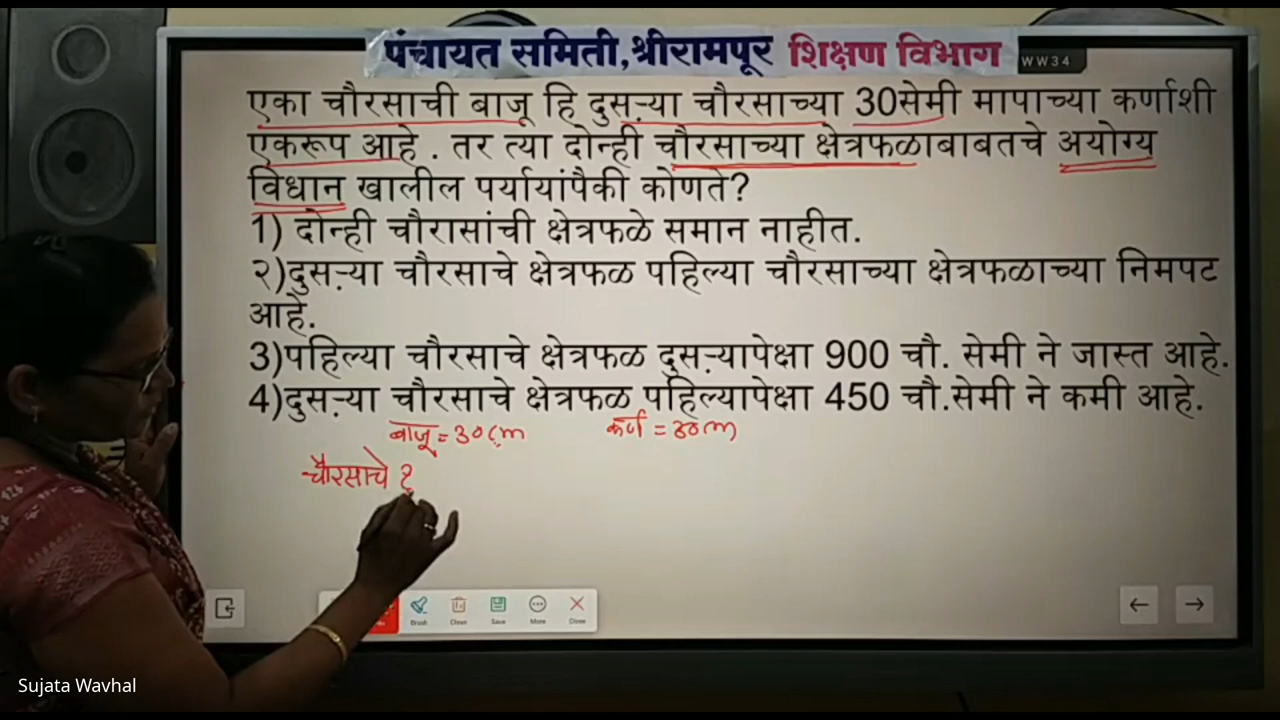 पंचायत समिती,श्रीरामपूर शिक्षण विभाग
WW34
एका चौरसाची बाजू हि दुसऱ्या चौरसाच्या 30सेमी मापाच्या कर्णाशी
एकरूप आहे . तर त्या दोन्ही चौरसाच्या क्षेत्रफळाबाबतचे अयोग्य
विधान खालील पर्यायांपैकी कोणते?
1) दोन्ही चौरासांची क्षेत्रफळे समान नाहीत.
२)दुसऱ्या चौरसाचे क्षेत्रफळ पहिल्या चौरसाच्या क्षेत्रफळाच्या निमपट
आहे.
3)पहिल्या चौरसाचे क्षेत्रफळ दुसऱ्यापेक्षा 900 चौ. सेमी ने जास्त आहे.
4)दुसऱ्या चौरसाचे क्षेत्रफळ पहिल्यापेक्षा 450 चौ.सेमी ने कमी आहे.
बाजू = 30cm कर्ण = 30cm
चौरसाचे
Brush Clear Save More Close
Sujata Wavhal